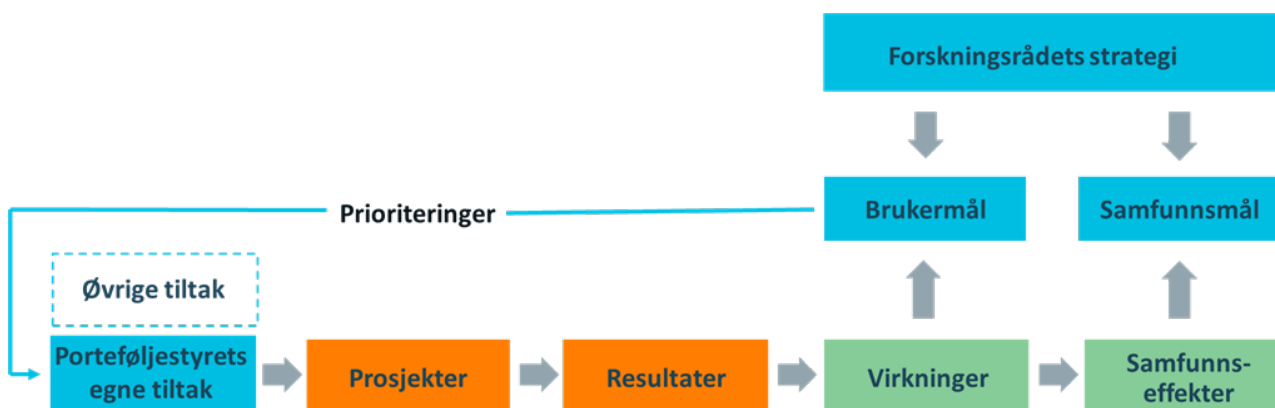 Forskningsrådets strategi
Prioriteringer
Brukermål
Samfunnsmål
Øvrige tiltak
Porteføljestyrets
egne tiltak
Prosjekter
Resultater
Virkninger
Samfunns-
effekter